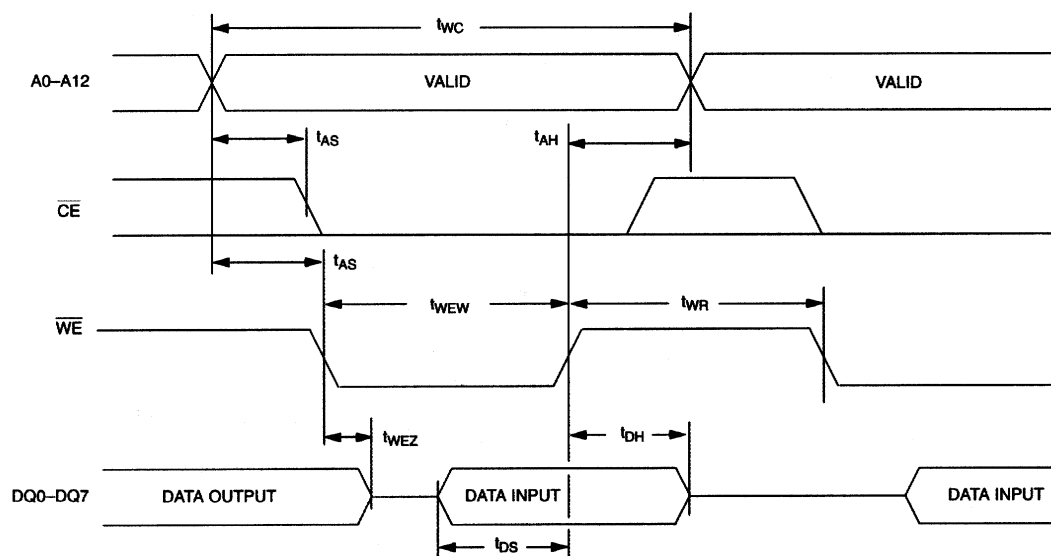 tWC
A0–A12 VALID VALID
tAS tAH
CE
tAS
tWEW tWR
WE
tWEZ tDH
DQ0–DQ7 DATA OUTPUT DATA INPUT DATA INPUT
tDS